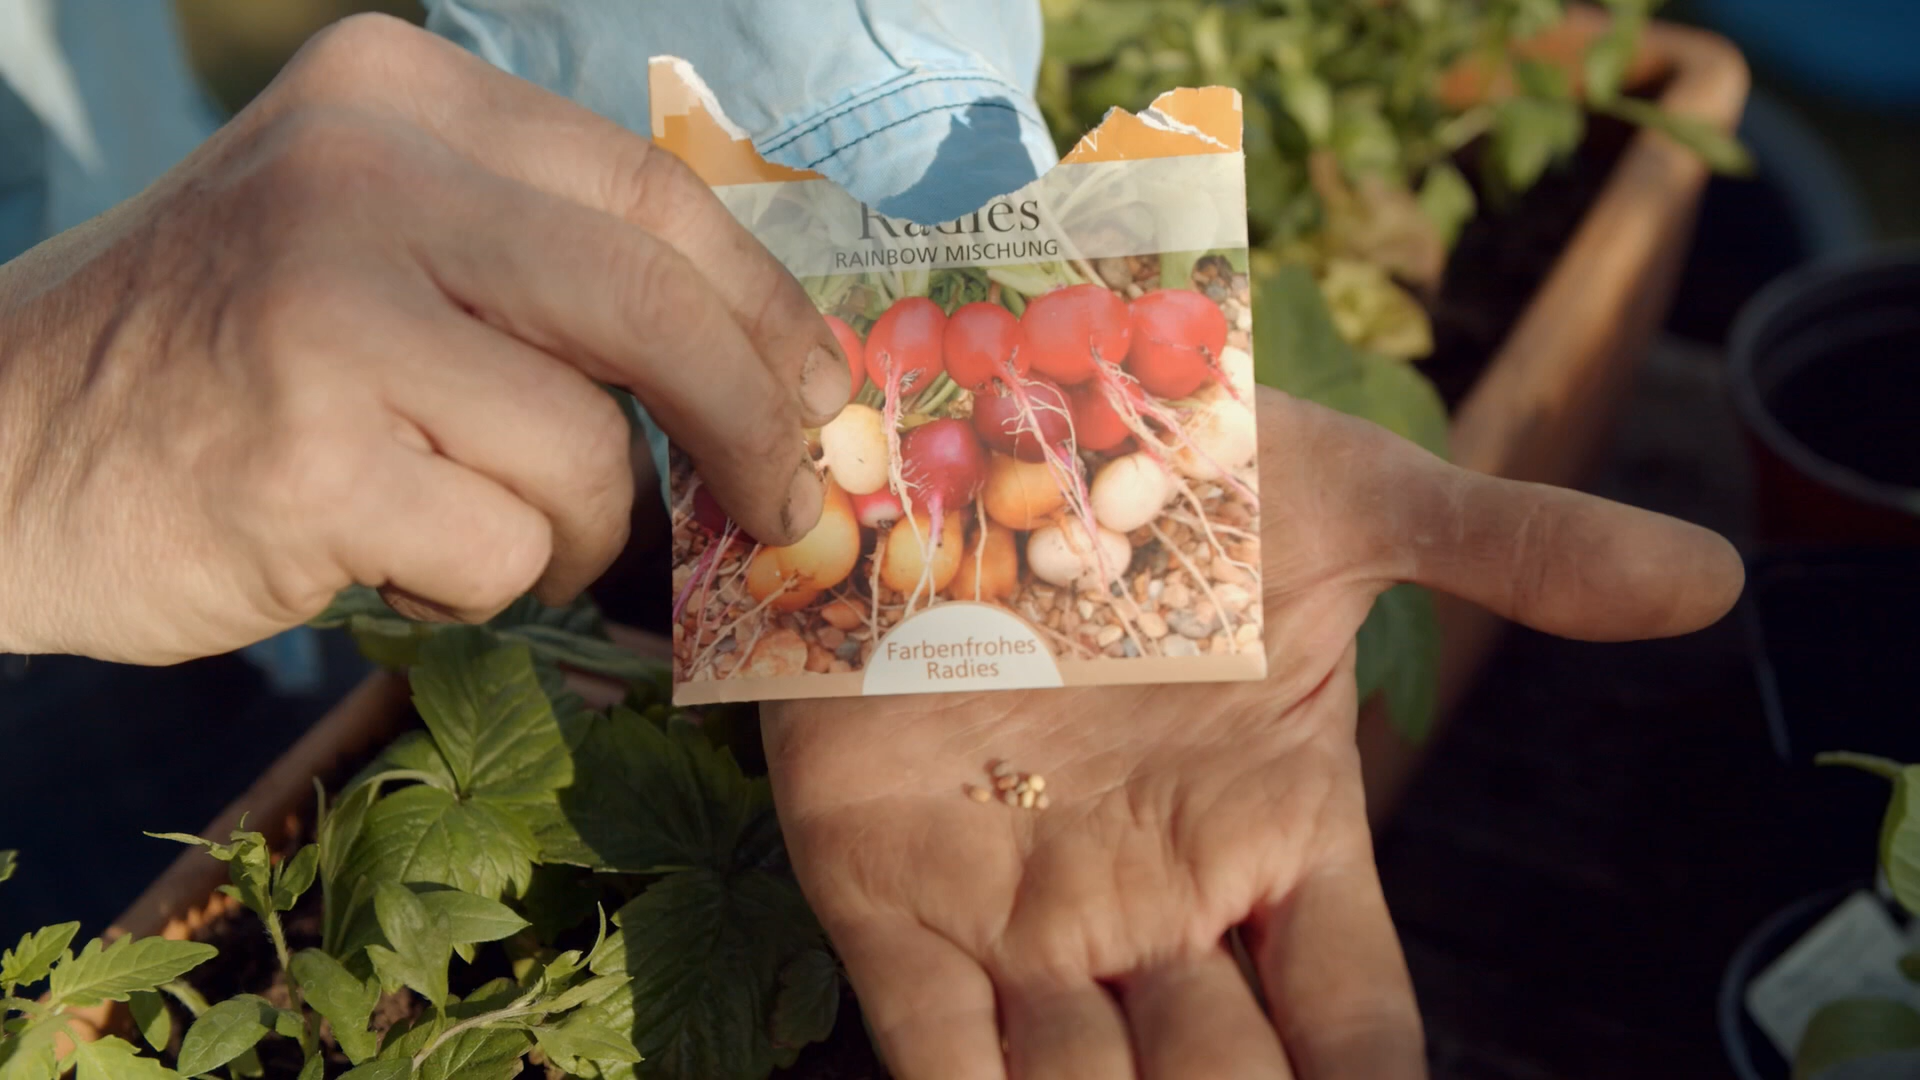 N
Radies
RAINBOW MISCHUNG
Farbenfrohes
Radies